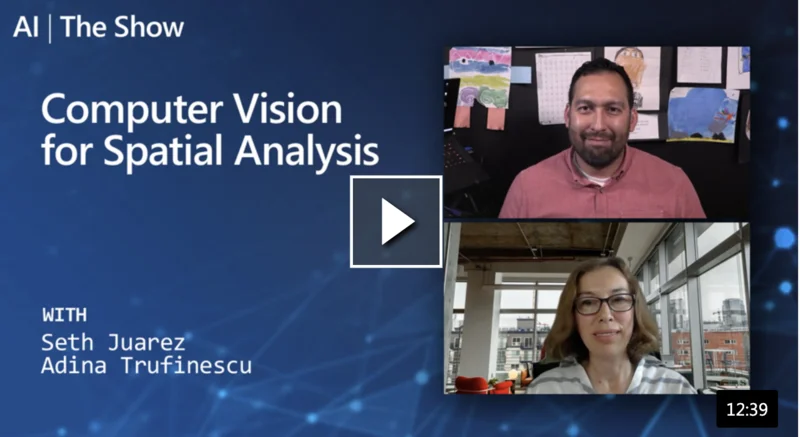 AI | The Show
Computer Vision
for Spatial Analysis
WITH
Seth Juarez
Adina Trufinescu
12:39